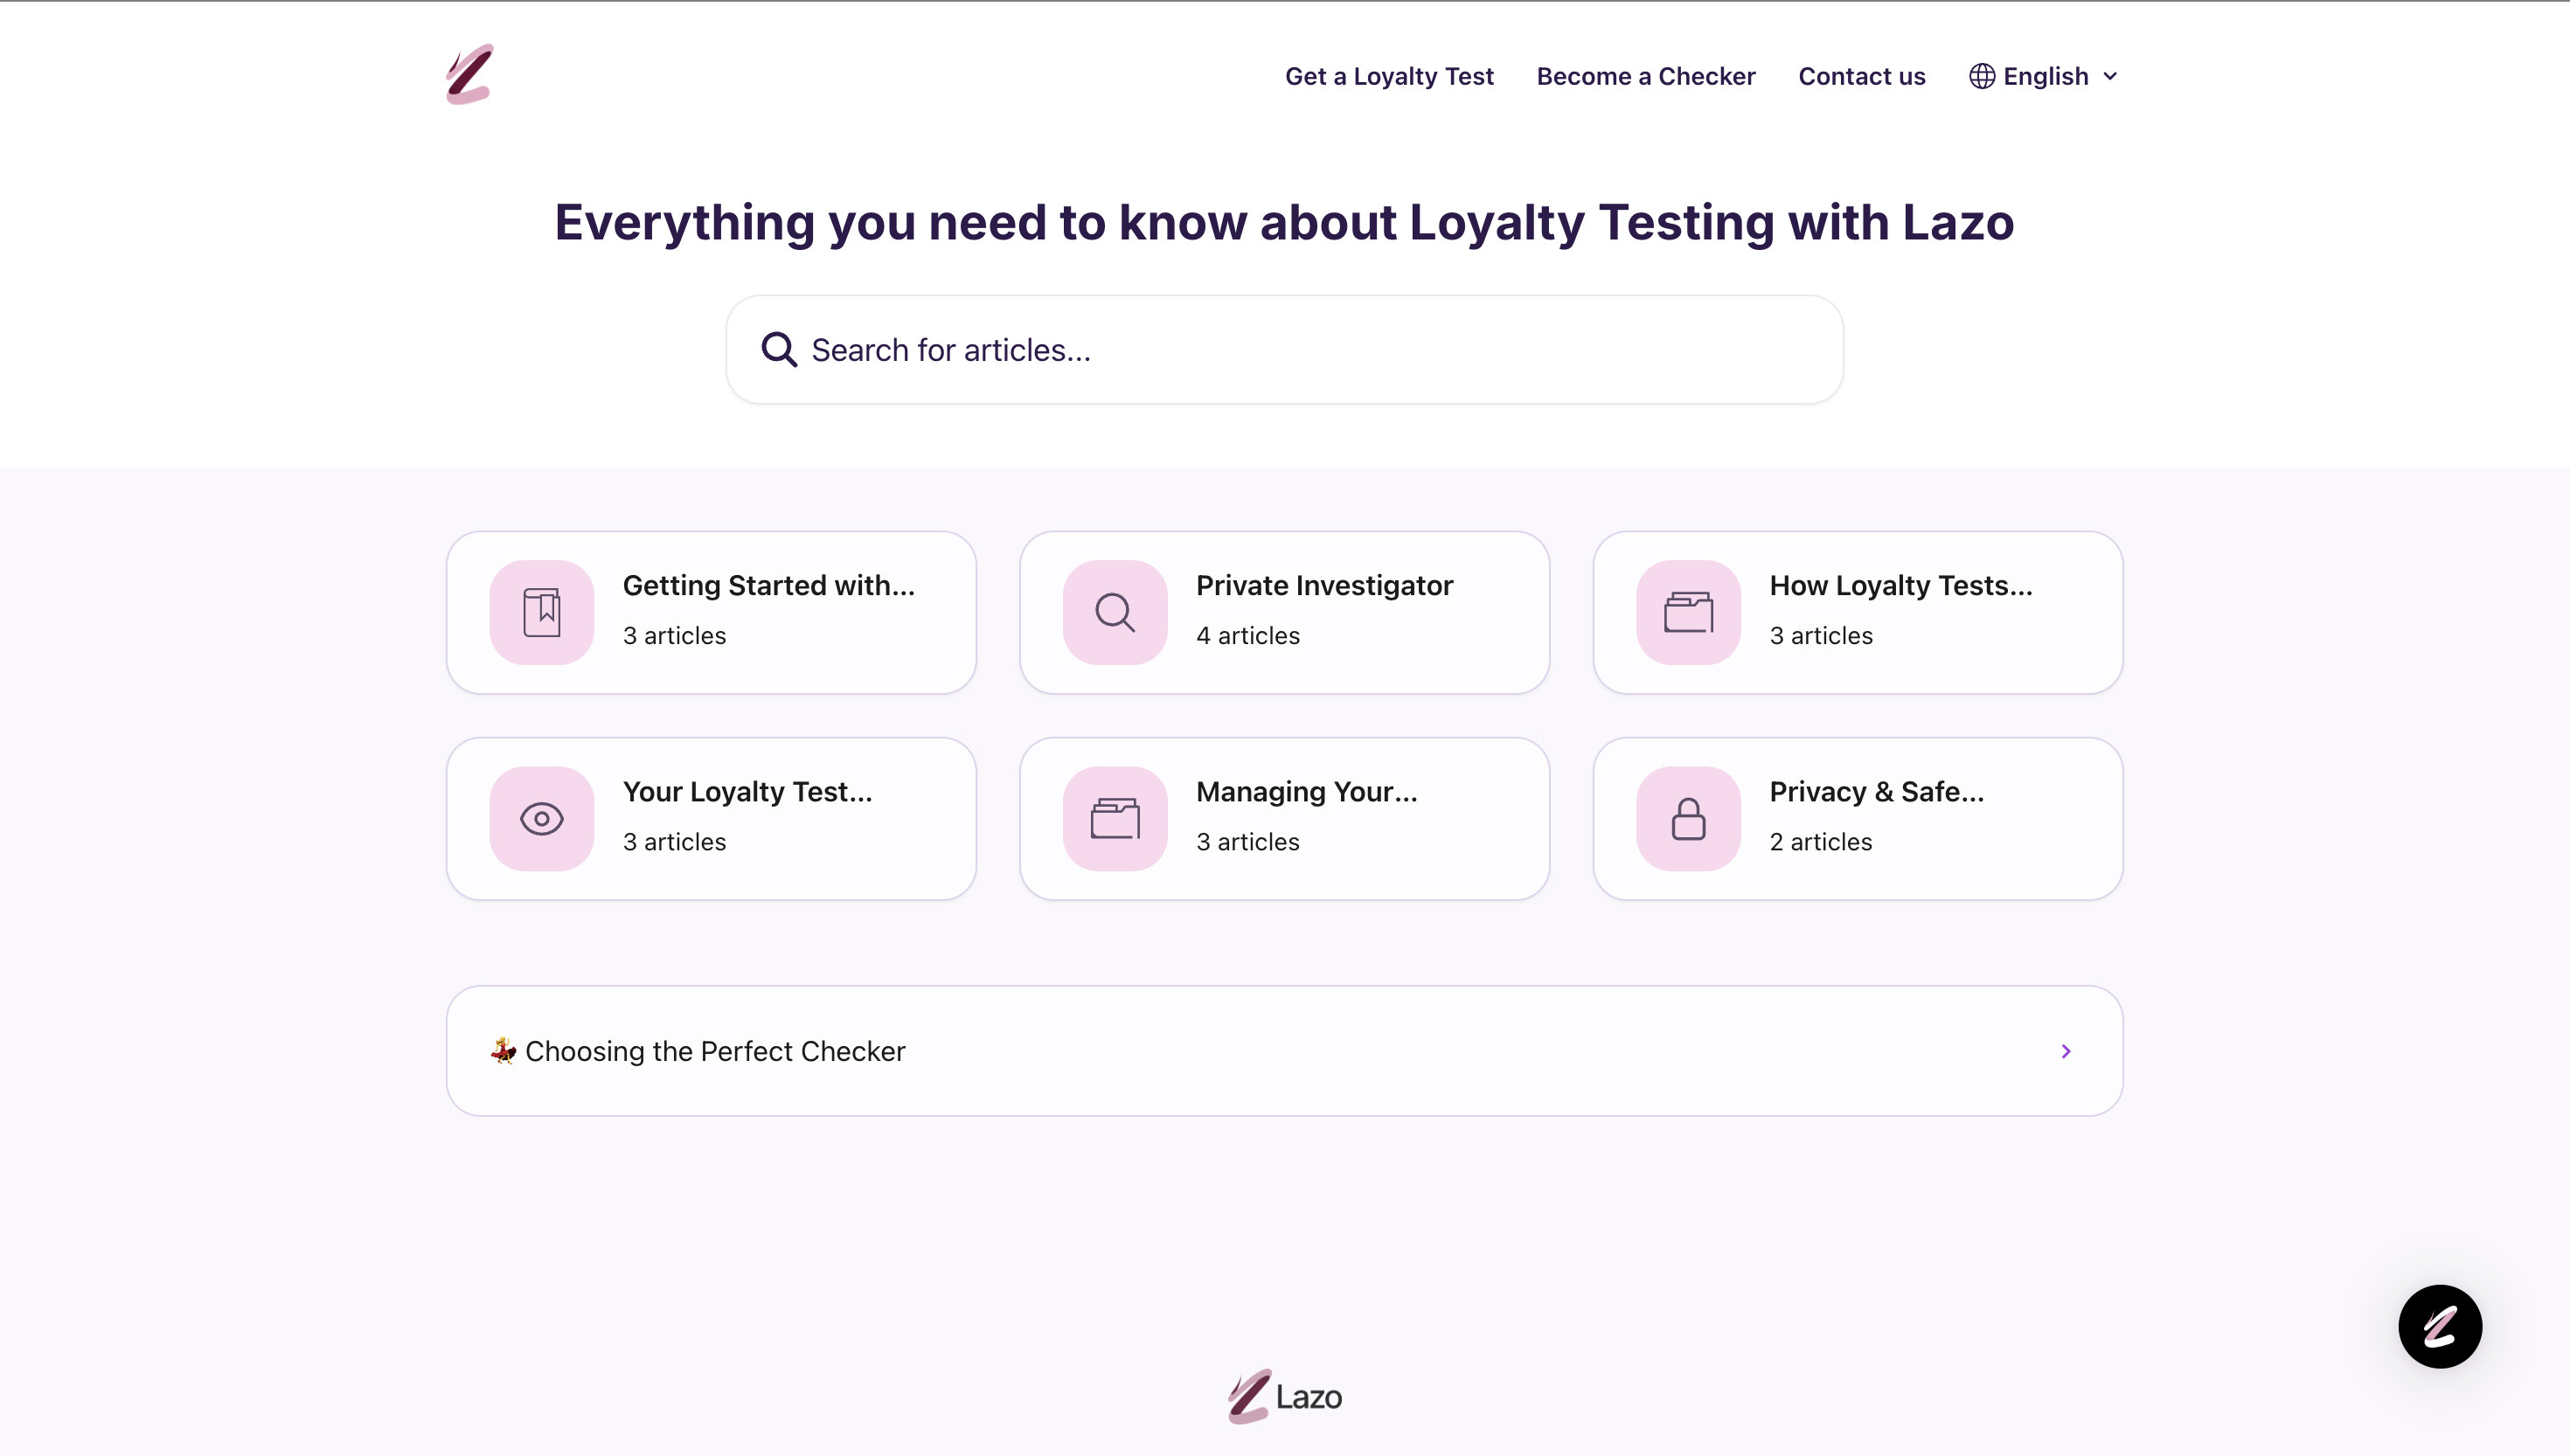 Get a Loyalty Test
Become a Checker
Contact us
English
Everything you need to know about Loyalty Testing with Lazo
Search for articles...
Getting Started with...
3 articles
Private Investigator
4 articles
How Loyalty Tests...
3 articles
Your Loyalty Test...
3 articles
Managing Your...
3 articles
Privacy & Safe...
2 articles
💃 Choosing the Perfect Checker
Lazo